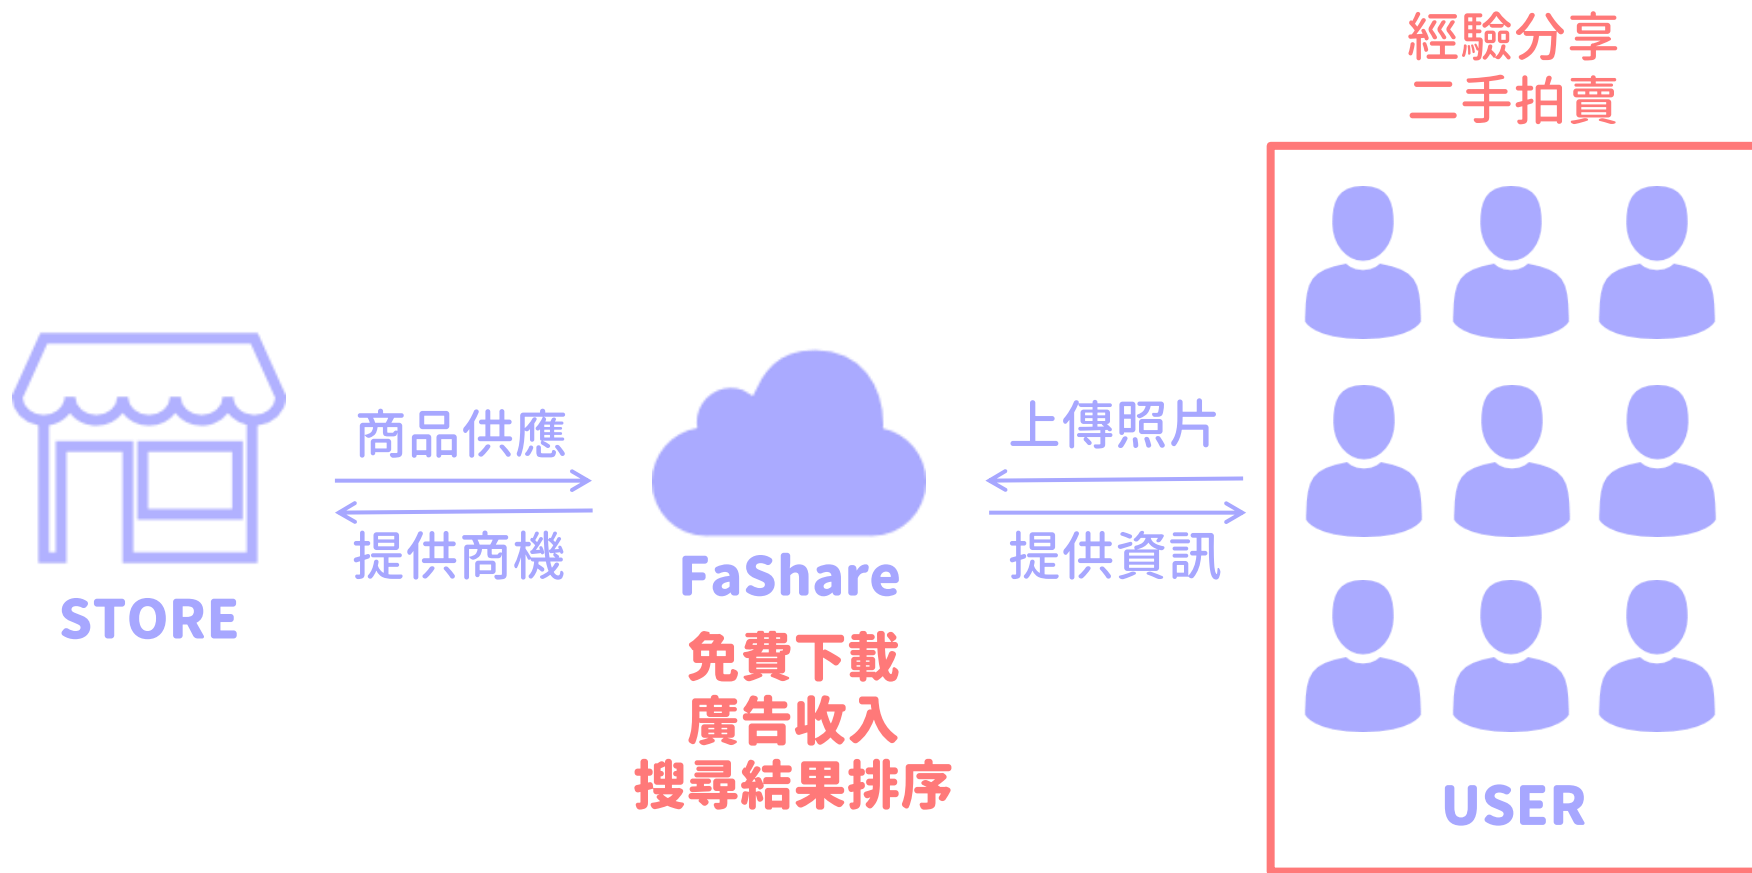 經驗分享
二手拍賣
商品供應
提供商機
STORE
FaShare
免費下載
廣告收入
搜尋結果排序
上傳照片
提供資訊
USER